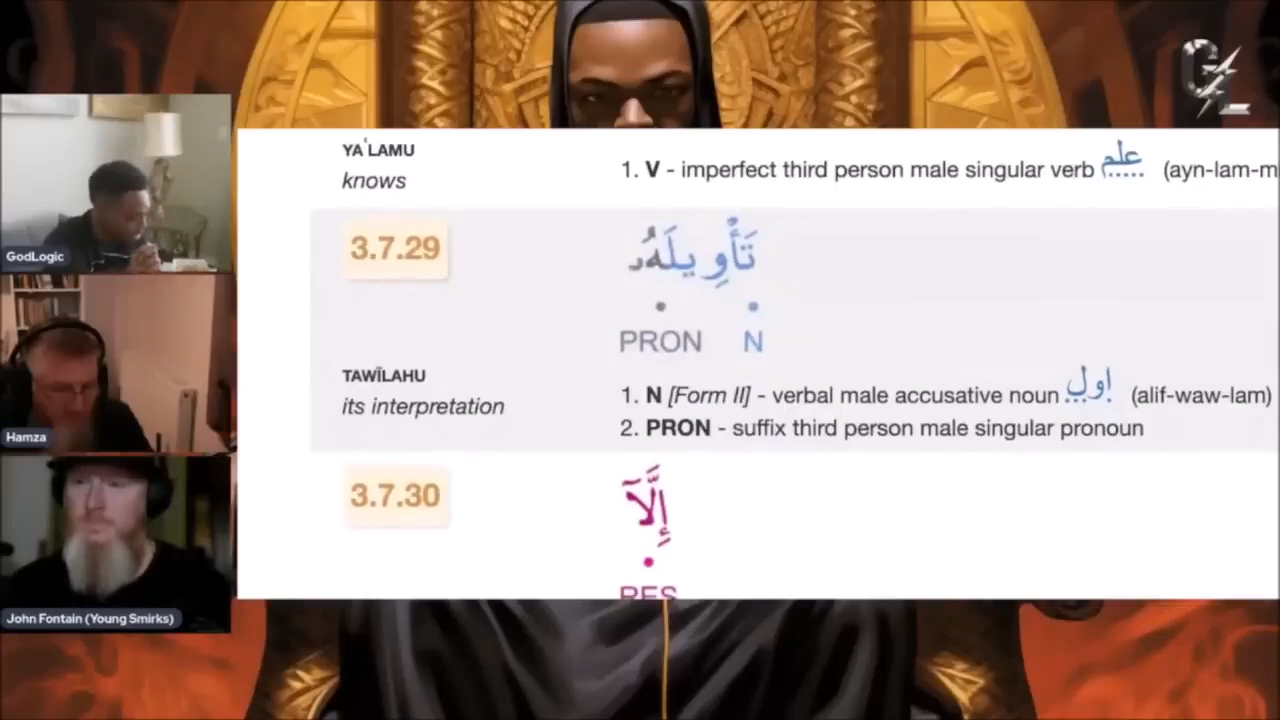 YAʿLAMU
knows
1. V - imperfect third person male singular verb علم (ayn-lam-m
3.7.29
تَأْوِيلَهُۥ
PRON N
TAWĪLAHU
its interpretation
1. N [Form II] - verbal male accusative noun اول (alif-waw-lam)
2. PRON - suffix third person male singular pronoun
3.7.30
إِلَّآ
RES
GodLogic
Hamza
John Fontain (Young Smirks)